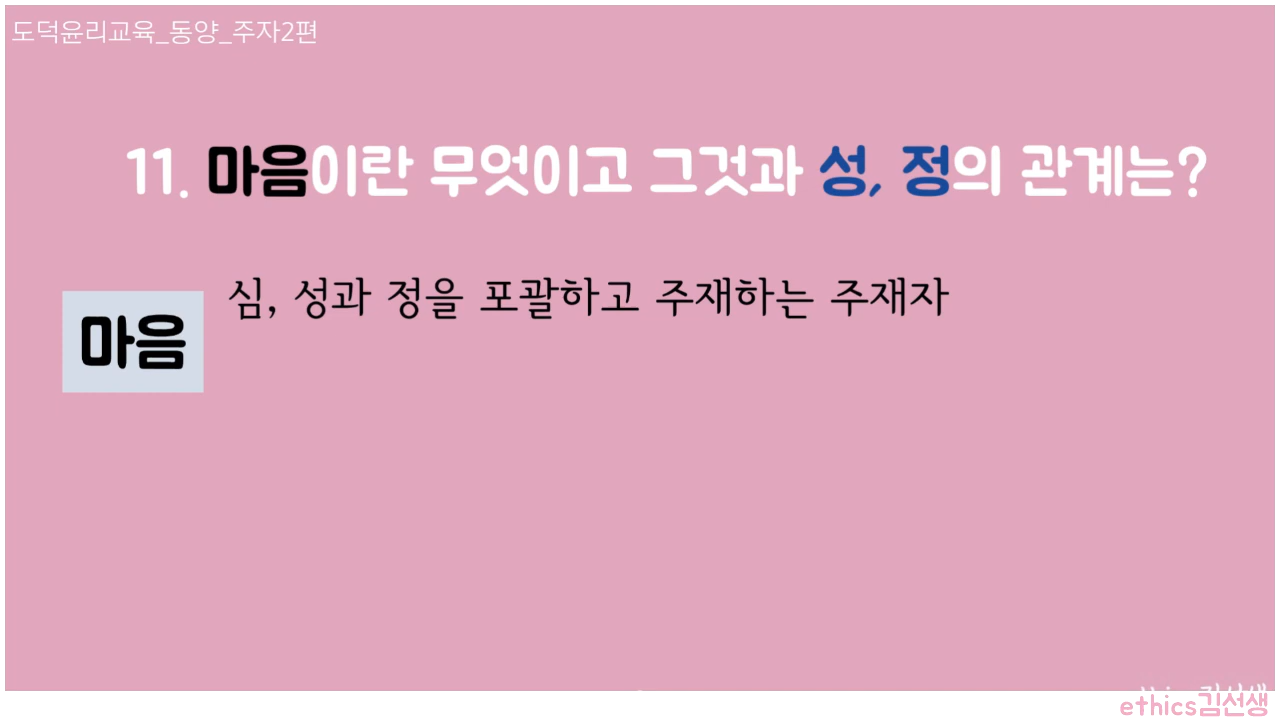 도덕윤리교육_동양_주자2편
11. 마음이란 무엇이고 그것과 성, 정의 관계는?
심, 성과 정을 포괄하고 주재하는 주재자
마음
ethics김선생